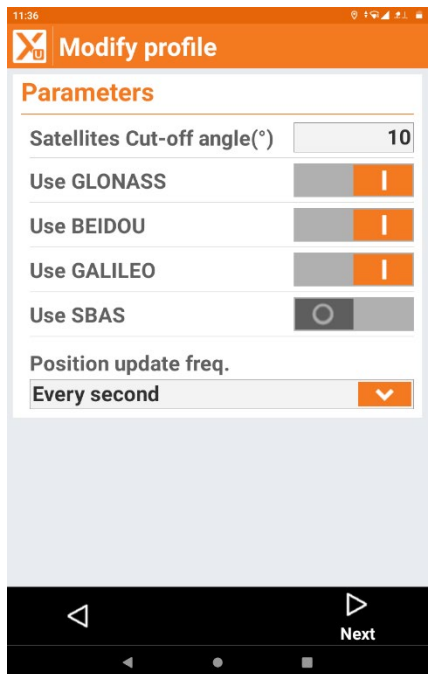 11:36
Modify profile
Parameters
Satellites Cut-off angle(°) 10
Use GLONASS
Use BEIDOU
Use GALILEO
Use SBAS
Position update freq.
Every second
Next